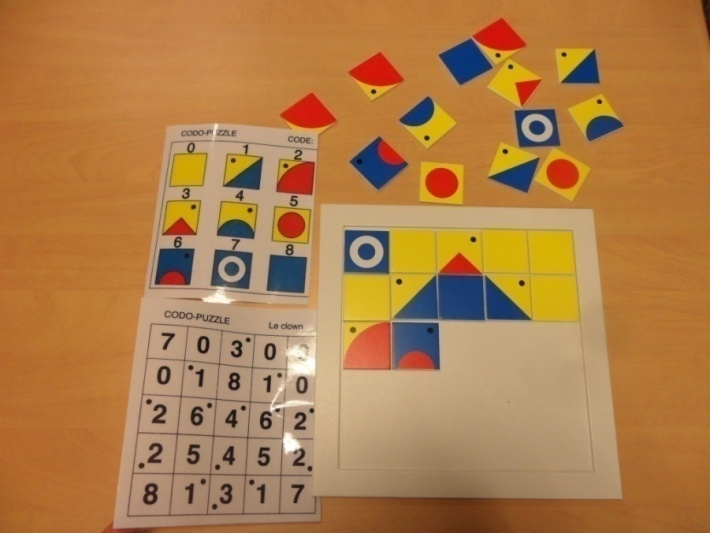 CODO-PUZZLE CODE:
0 1 2
3 4 5
6 7 8
CODO-PUZZLE Le clown
7 0 3 0 0
0 1 8 1 0
2 6 4 6 2
2 5 4 5 2
8 1 3 1 7